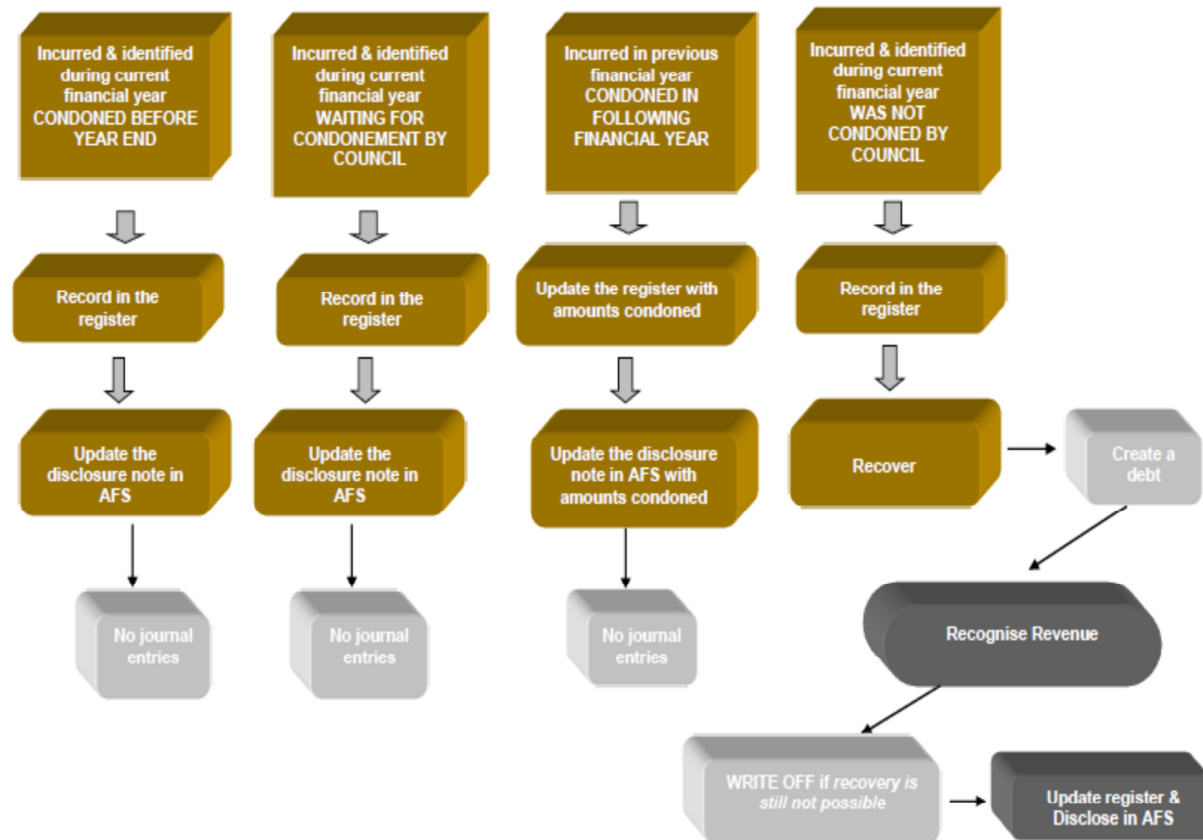 Incurred & identified
during current
financial year
CONDONED BEFORE
YEAR END
Incurred & identified
during current
financial year
WAITING FOR
CONDONEMENT BY
COUNCIL
Incurred in previous
financial year
CONDONED IN
FOLLOWING
FINANCIAL YEAR
Incurred & identified
during current
financial year
WAS NOT
CONDONED BY
COUNCIL
Record in the
register
Record in the
register
Update the register with
amounts condoned
Record in the
register
Update the
disclosure note in
AFS
Update the
disclosure note in
AFS
Update the disclosure
note in AFS with
amounts condoned
Recover
Create a
debt
No journal
entries
No journal
entries
No journal
entries
Recognise Revenue
WRITE OFF if recovery is
still not possible
Update register &
Disclose in AFS